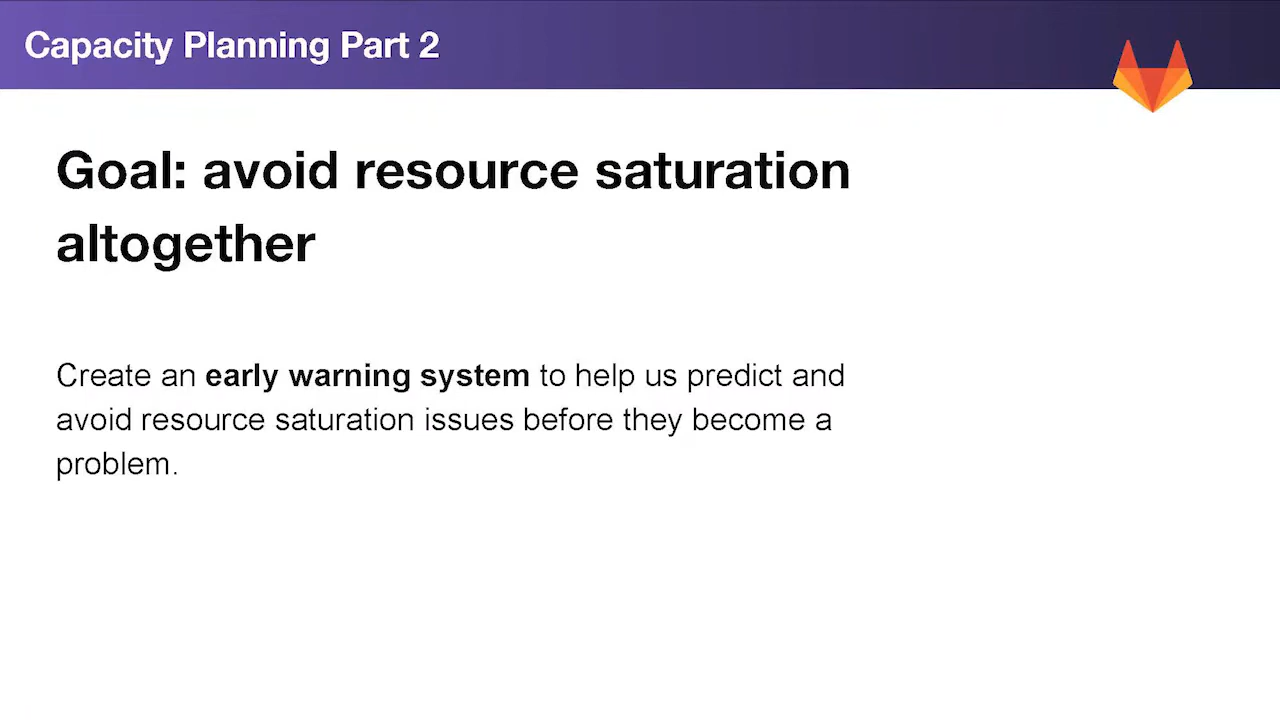 Capacity Planning Part 2
Goal: avoid resource saturation
altogether
Create an early warning system to help us predict and
avoid resource saturation issues before they become a
problem.